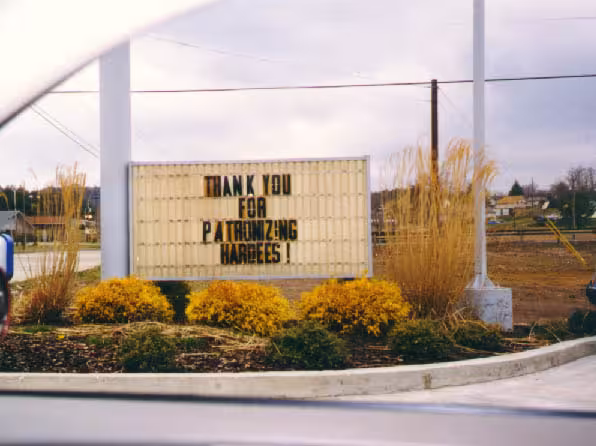 THANK YOU
FOR
PATRONIZING
HARDEES!